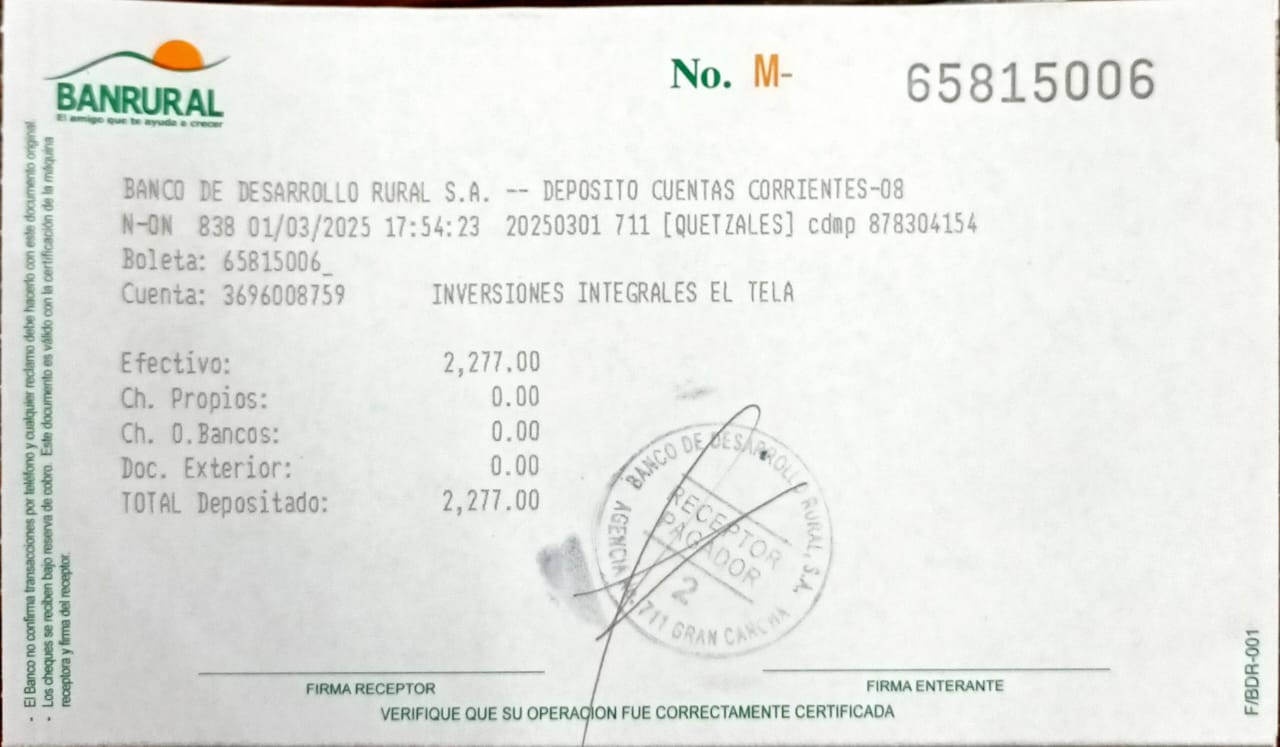 BANRURAL
El amigo que te ayuda a crecer
No. M- 65815006
BANCO DE DESARROLLO RURAL S.A. -- DEPOSITO CUENTAS CORRIENTES-08
N-ON 838 01/03/2025 17:54:23 20250301 711 [QUETZALES] cdmp 878304154
Boleta: 65815006_
Cuenta: 3696008759 INVERSIONES INTEGRALES EL TELA
Efectivo: 2,277.00
Ch. Propios: 0.00
Ch. O.Bancos: 0.00
Doc. Exterior: 0.00
TOTAL Depositado: 2,277.00
BANCO DE DESARROLLO RURAL, S.A.
RECEPTOR
PAGADOR
2
AGENCIA No. 711 GRAN CANCHA
FIRMA RECEPTOR
FIRMA ENTERANTE
VERIFIQUE QUE SU OPERACION FUE CORRECTAMENTE CERTIFICADA
- El Banco no confirma transacciones por teléfono y cualquier reclamo debe hacerlo con este documento original.
- Los cheques se reciben bajo reserva de cobro. Este documento es válido con la certificación de la máquina
receptora y firma del receptor.
F/BDR-001